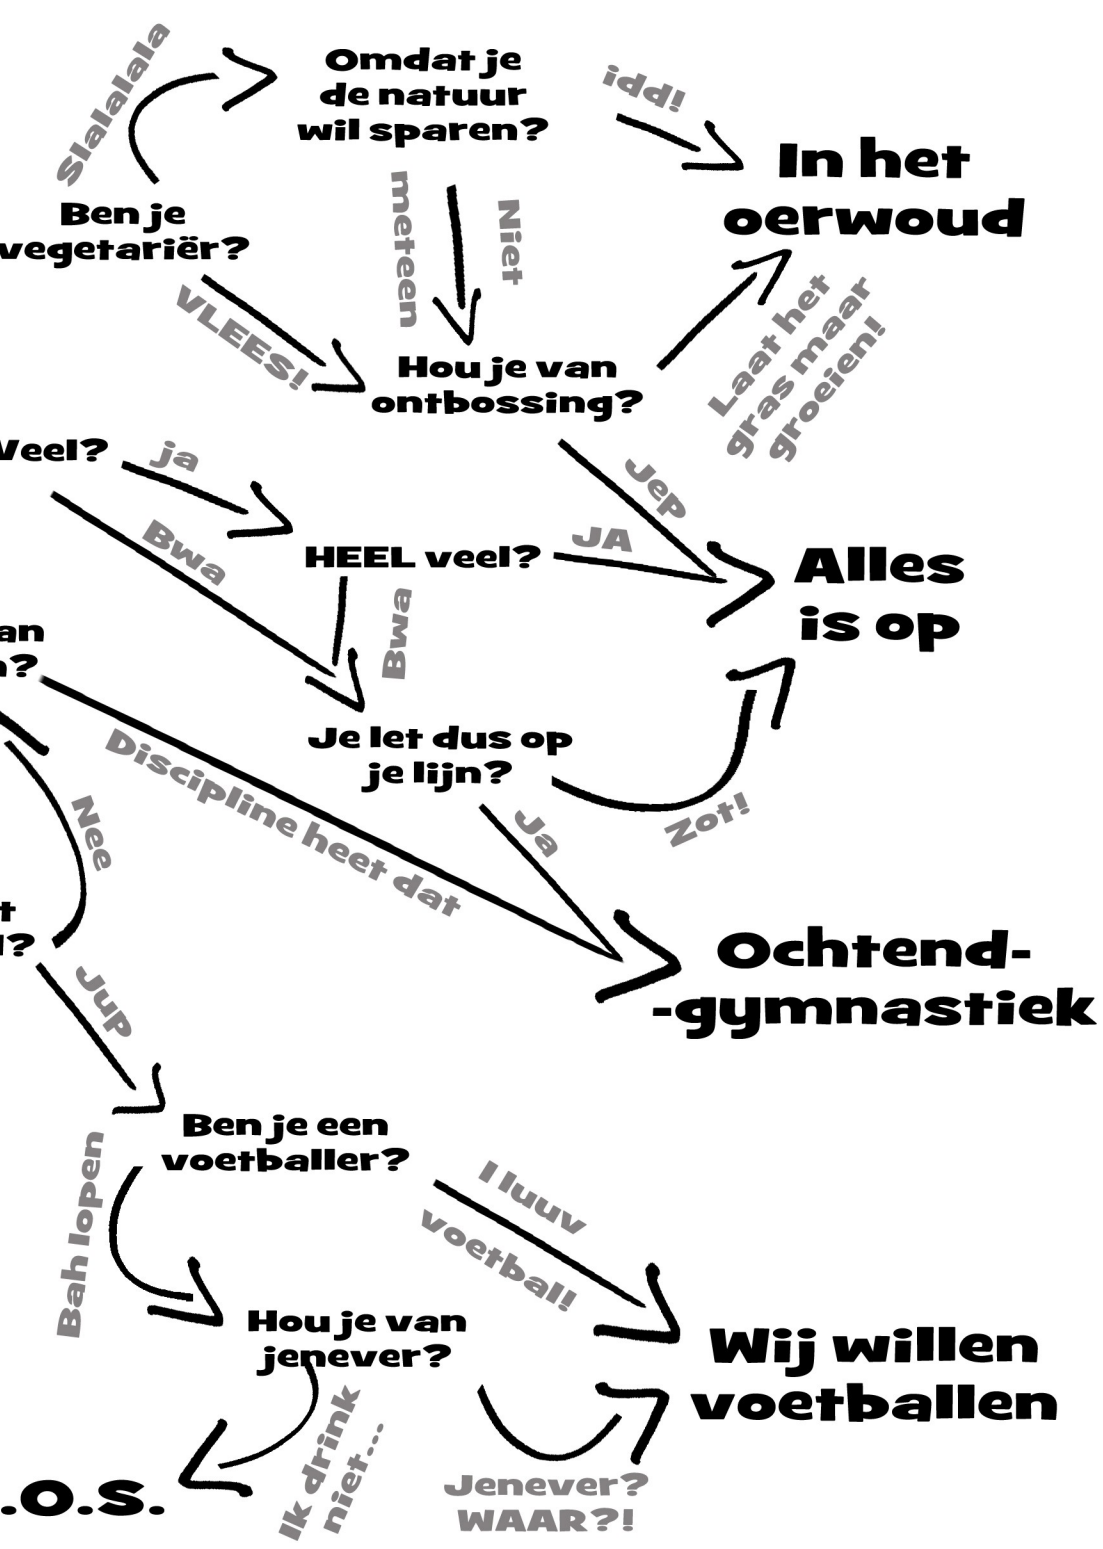 Slalalala
Omdat je
de natuur
wil sparen?
idd!
In het
oerwoud
Ben je
vegetariër?
meteen
Niet
VLEES!
Laat het
gras maar
groeien!
Hou je van
ontbossing?
Veel?
ja
Jep
Bwa
HEEL veel?
JA
Alles
is op
Bwa
an
n?
Je let dus op
je lijn?
Discipline heet dat
Nee
Zot!
Ja
t
l?
Ochtend-
-gymnastiek
Jup
Ben je een
voetballer?
Bah lopen
I luuv
voetbal!
Hou je van
jenever?
Wij willen
voetballen
Ik drink
niet...
Jenever?
WAAR?!
.O.S.